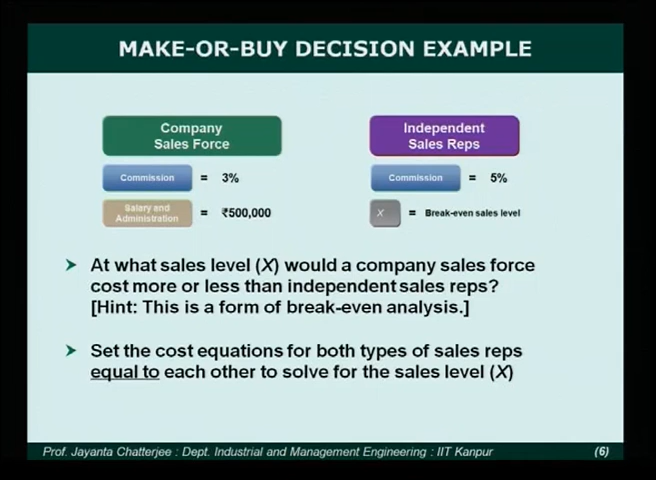 MAKE-OR-BUY DECISION EXAMPLE
Company
Sales Force
Independent
Sales Reps
Commission = 3%
Commission = 5%
Salary and
Administration = ₹500,000
X = Break-even sales level
➤ At what sales level (X) would a company sales force
cost more or less than independent sales reps?
[Hint: This is a form of break-even analysis.]
➤ Set the cost equations for both types of sales reps
equal to each other to solve for the sales level (X)
Prof. Jayanta Chatterjee : Dept. Industrial and Management Engineering : IIT Kanpur (6)